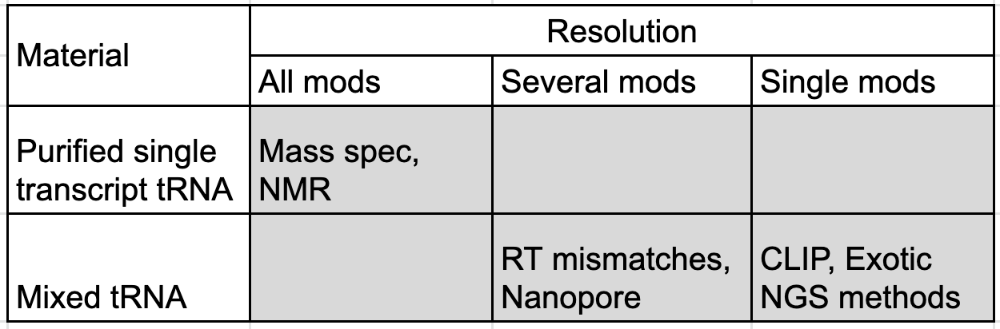 Material
Resolution
All mods
Several mods
Single mods
Purified single
transcript tRNA
Mass spec,
NMR
Mixed tRNA
RT mismatches,
Nanopore
CLIP, Exotic
NGS methods